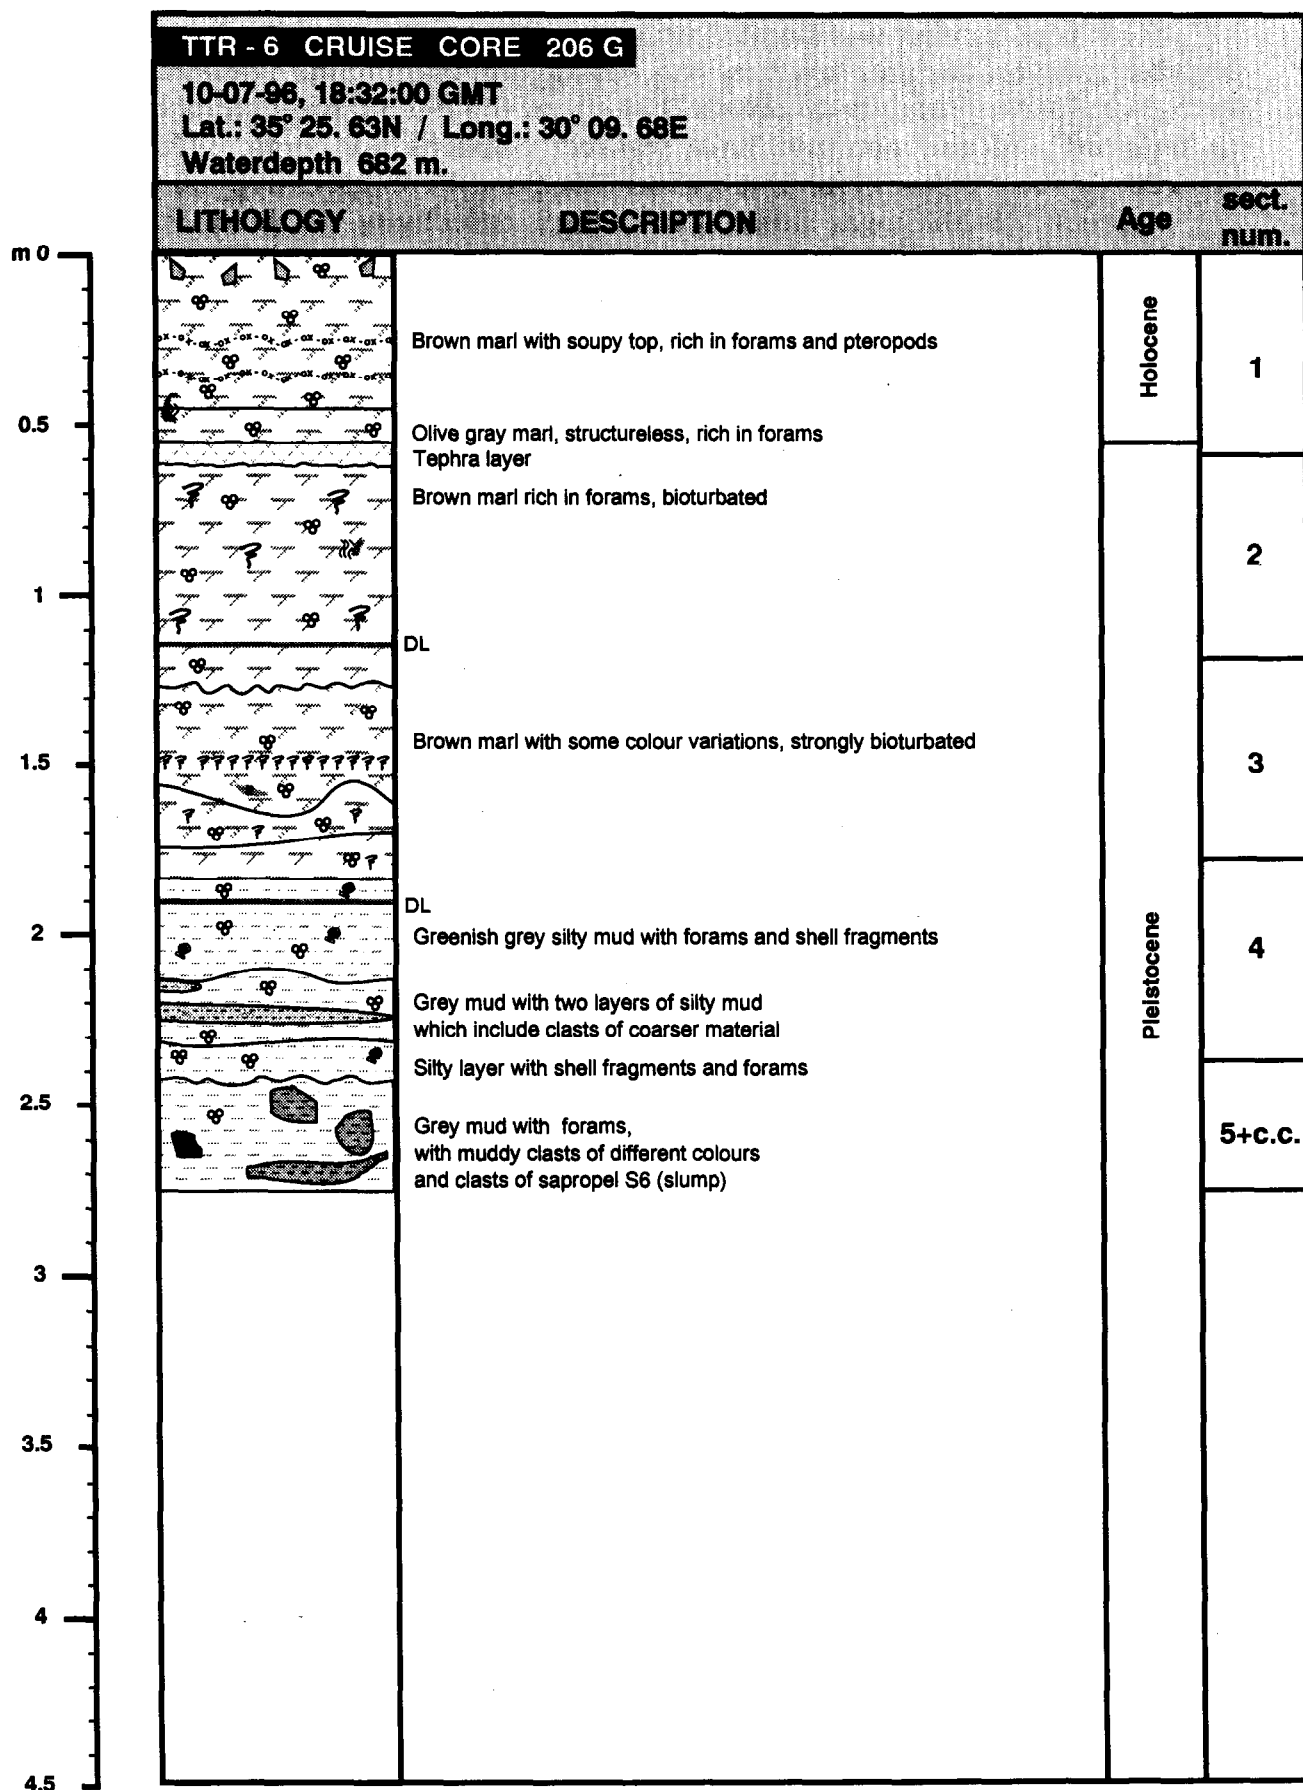 TTR - 6 CRUISE CORE 206 G
10-07-96, 18:32:00 GMT
Lat.: 35° 25. 63N / Long.: 30° 09. 68E
Waterdepth 682 m.
LITHOLOGY DESCRIPTION Age sect. num.
m 0
Brown marl with soupy top, rich in forams and pteropods
Holocene
1
0.5
Olive gray marl, structureless, rich in forams
Tephra layer
Brown marl rich in forams, bioturbated
2
1
DL
Brown marl with some colour variations, strongly bioturbated
1.5
3
DL
2
Greenish grey silty mud with forams and shell fragments
4
Pleistocene
Grey mud with two layers of silty mud
which include clasts of coarser material
Silty layer with shell fragments and forams
2.5
Grey mud with forams,
with muddy clasts of different colours
and clasts of sapropel S6 (slump)
5+c.c.
3
3.5
4
4.5